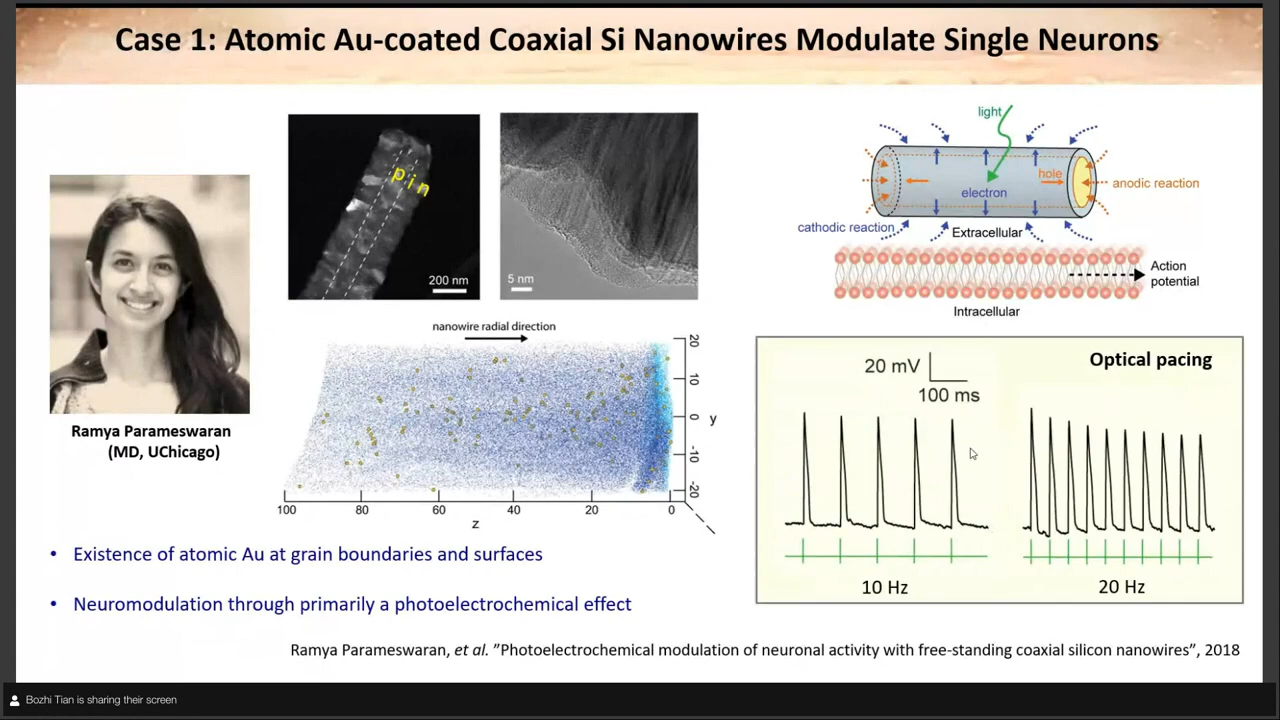 Case 1: Atomic Au-coated Coaxial Si Nanowires Modulate Single Neurons
p i n
200 nm
5 nm
light
hole
electron
anodic reaction
cathodic reaction
Extracellular
Action
potential
Intracellular
Ramya Parameswaran
(MD, UChicago)
nanowire radial direction
20
10
0
-10
-20
y
100
80
60
40
20
0
z
Optical pacing
20 mV
100 ms
10 Hz
20 Hz
• Existence of atomic Au at grain boundaries and surfaces
• Neuromodulation through primarily a photoelectrochemical effect
Ramya Parameswaran, et al. ”Photoelectrochemical modulation of neuronal activity with free-standing coaxial silicon nanowires”, 2018
Bozhi Tian is sharing their screen